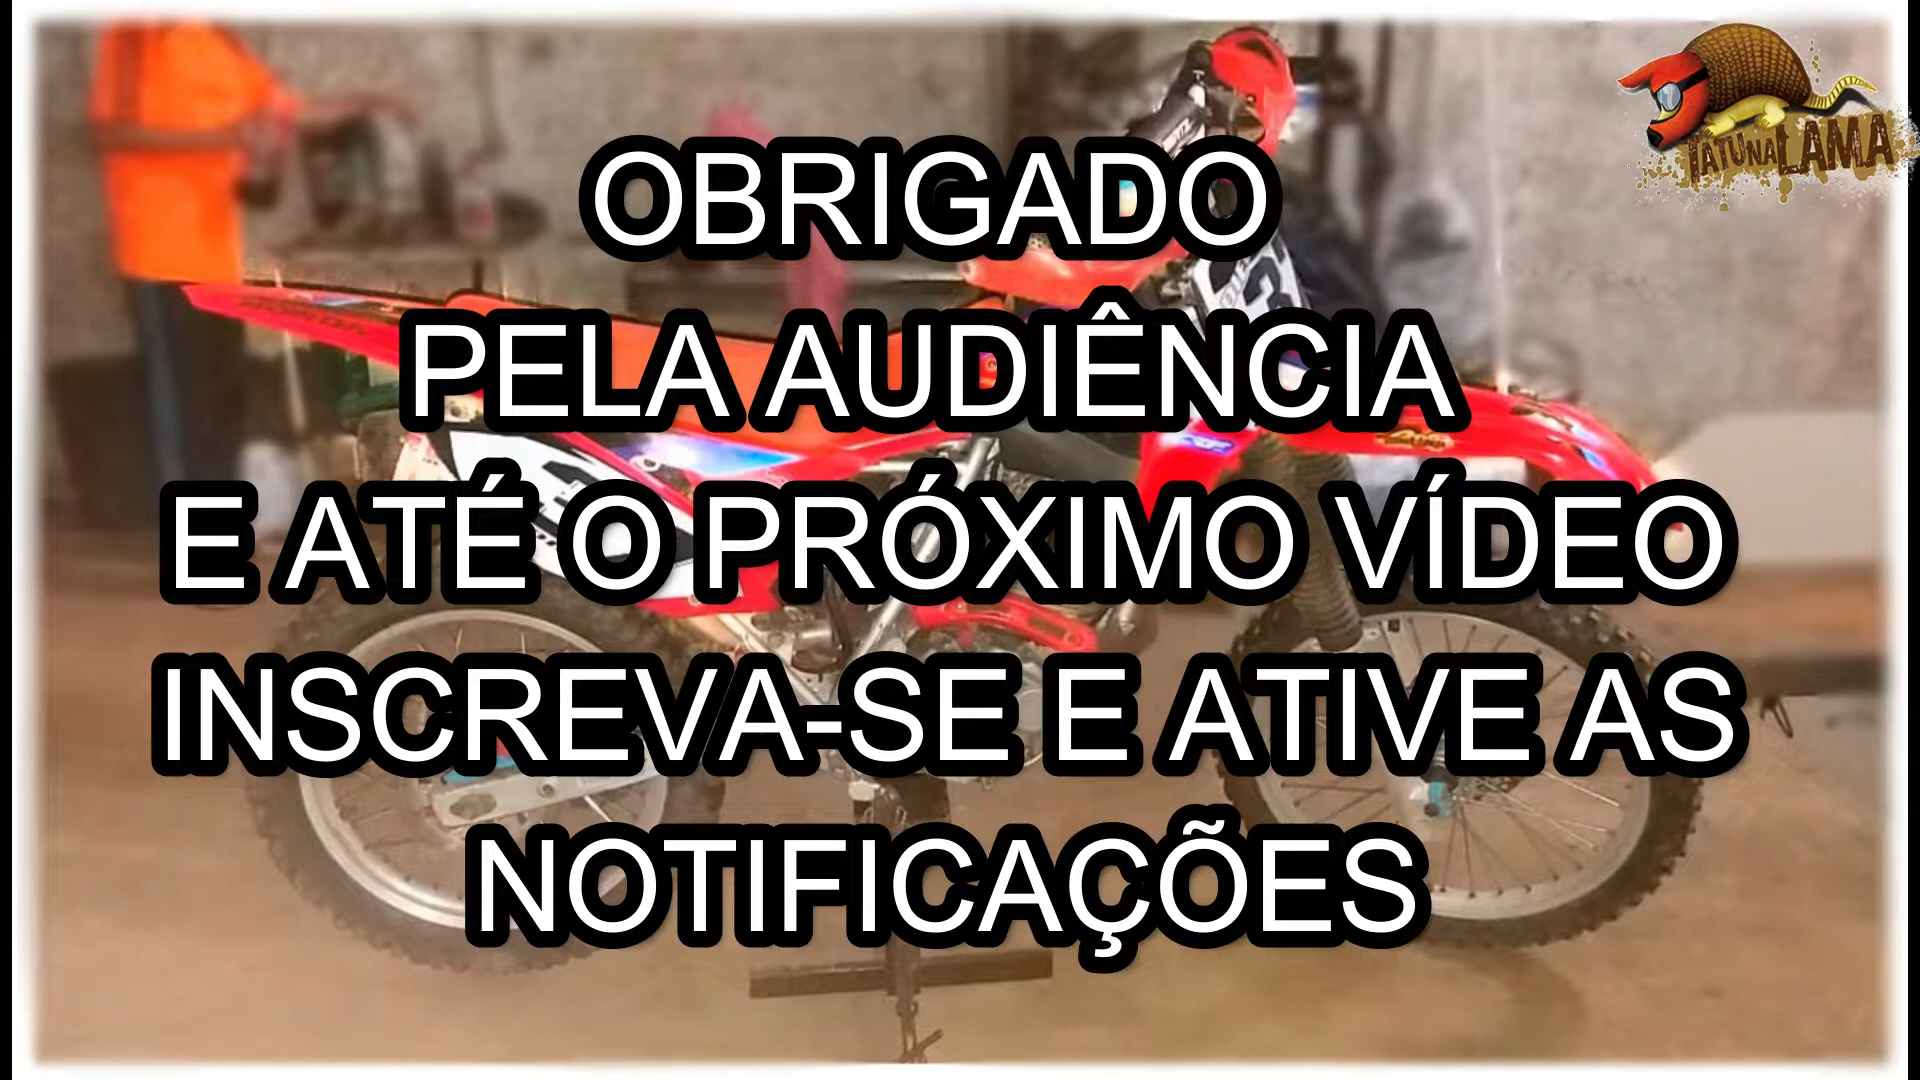 TATUNALAMA
OBRIGADO
PELA AUDIÊNCIA
E ATÉ O PRÓXIMO VÍDEO
INSCREVA-SE E ATIVE AS
NOTIFICAÇÕES